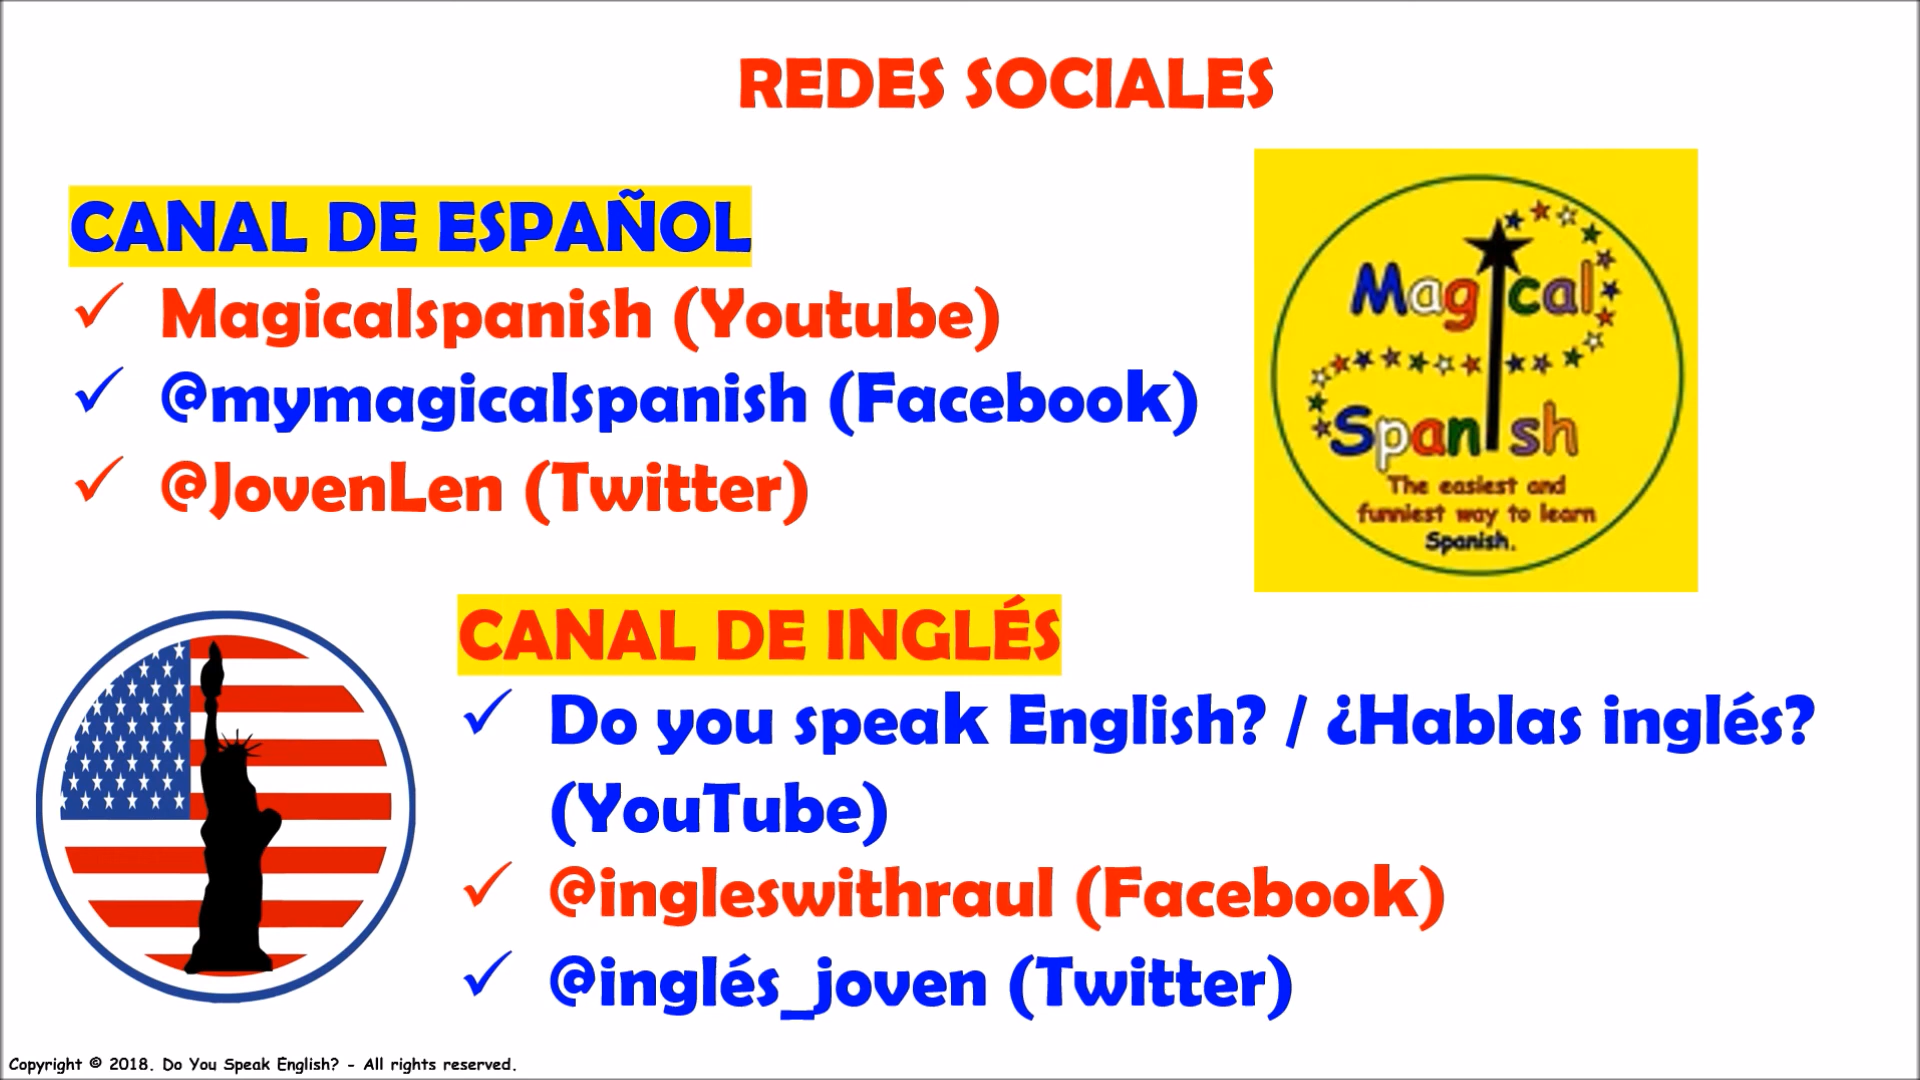 REDES SOCIALES
CANAL DE ESPAÑOL
✓ Magicalspanish (Youtube)
✓ @mymagicalspanish (Facebook)
✓ @JovenLen (Twitter)
Magical
Spanish
The easiest and
funniest way to learn
Spanish.
CANAL DE INGLÉS
✓ Do you speak English? / ¿Hablas inglés?
(YouTube)
✓ @ingleswithraul (Facebook)
✓ @inglés_joven (Twitter)
Copyright © 2018. Do You Speak English? - All rights reserved.